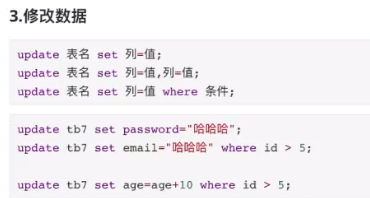 3.修改数据
update 表名 set 列=值;
update 表名 set 列=值,列=值;
update 表名 set 列=值 where 条件;
update tb7 set password="哈哈哈";
update tb7 set email="哈哈哈" where id > 5;
update tb7 set age=age+10 where id > 5;